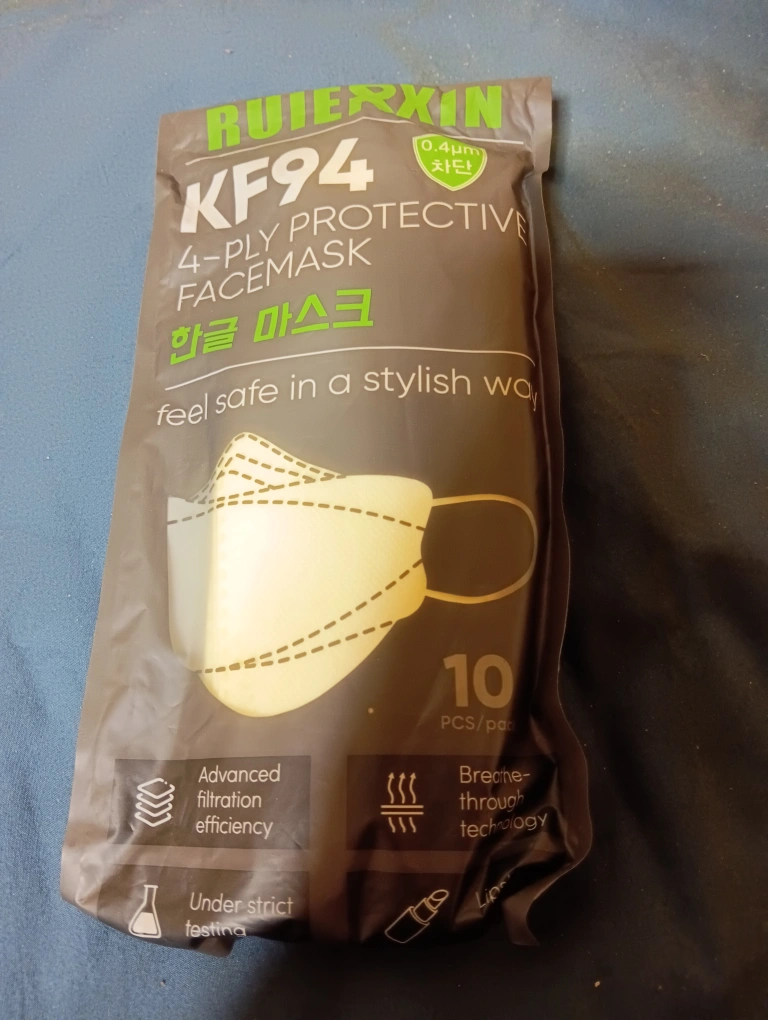 RUIERXIN
KF94
0.4μm
차단
4-PLY PROTECTIVE
FACEMASK
한글 마스크
feel safe in a stylish way
10
PCS/pack
Advanced
filtration
efficiency
Breathe-
through
technology
Under strict
testing